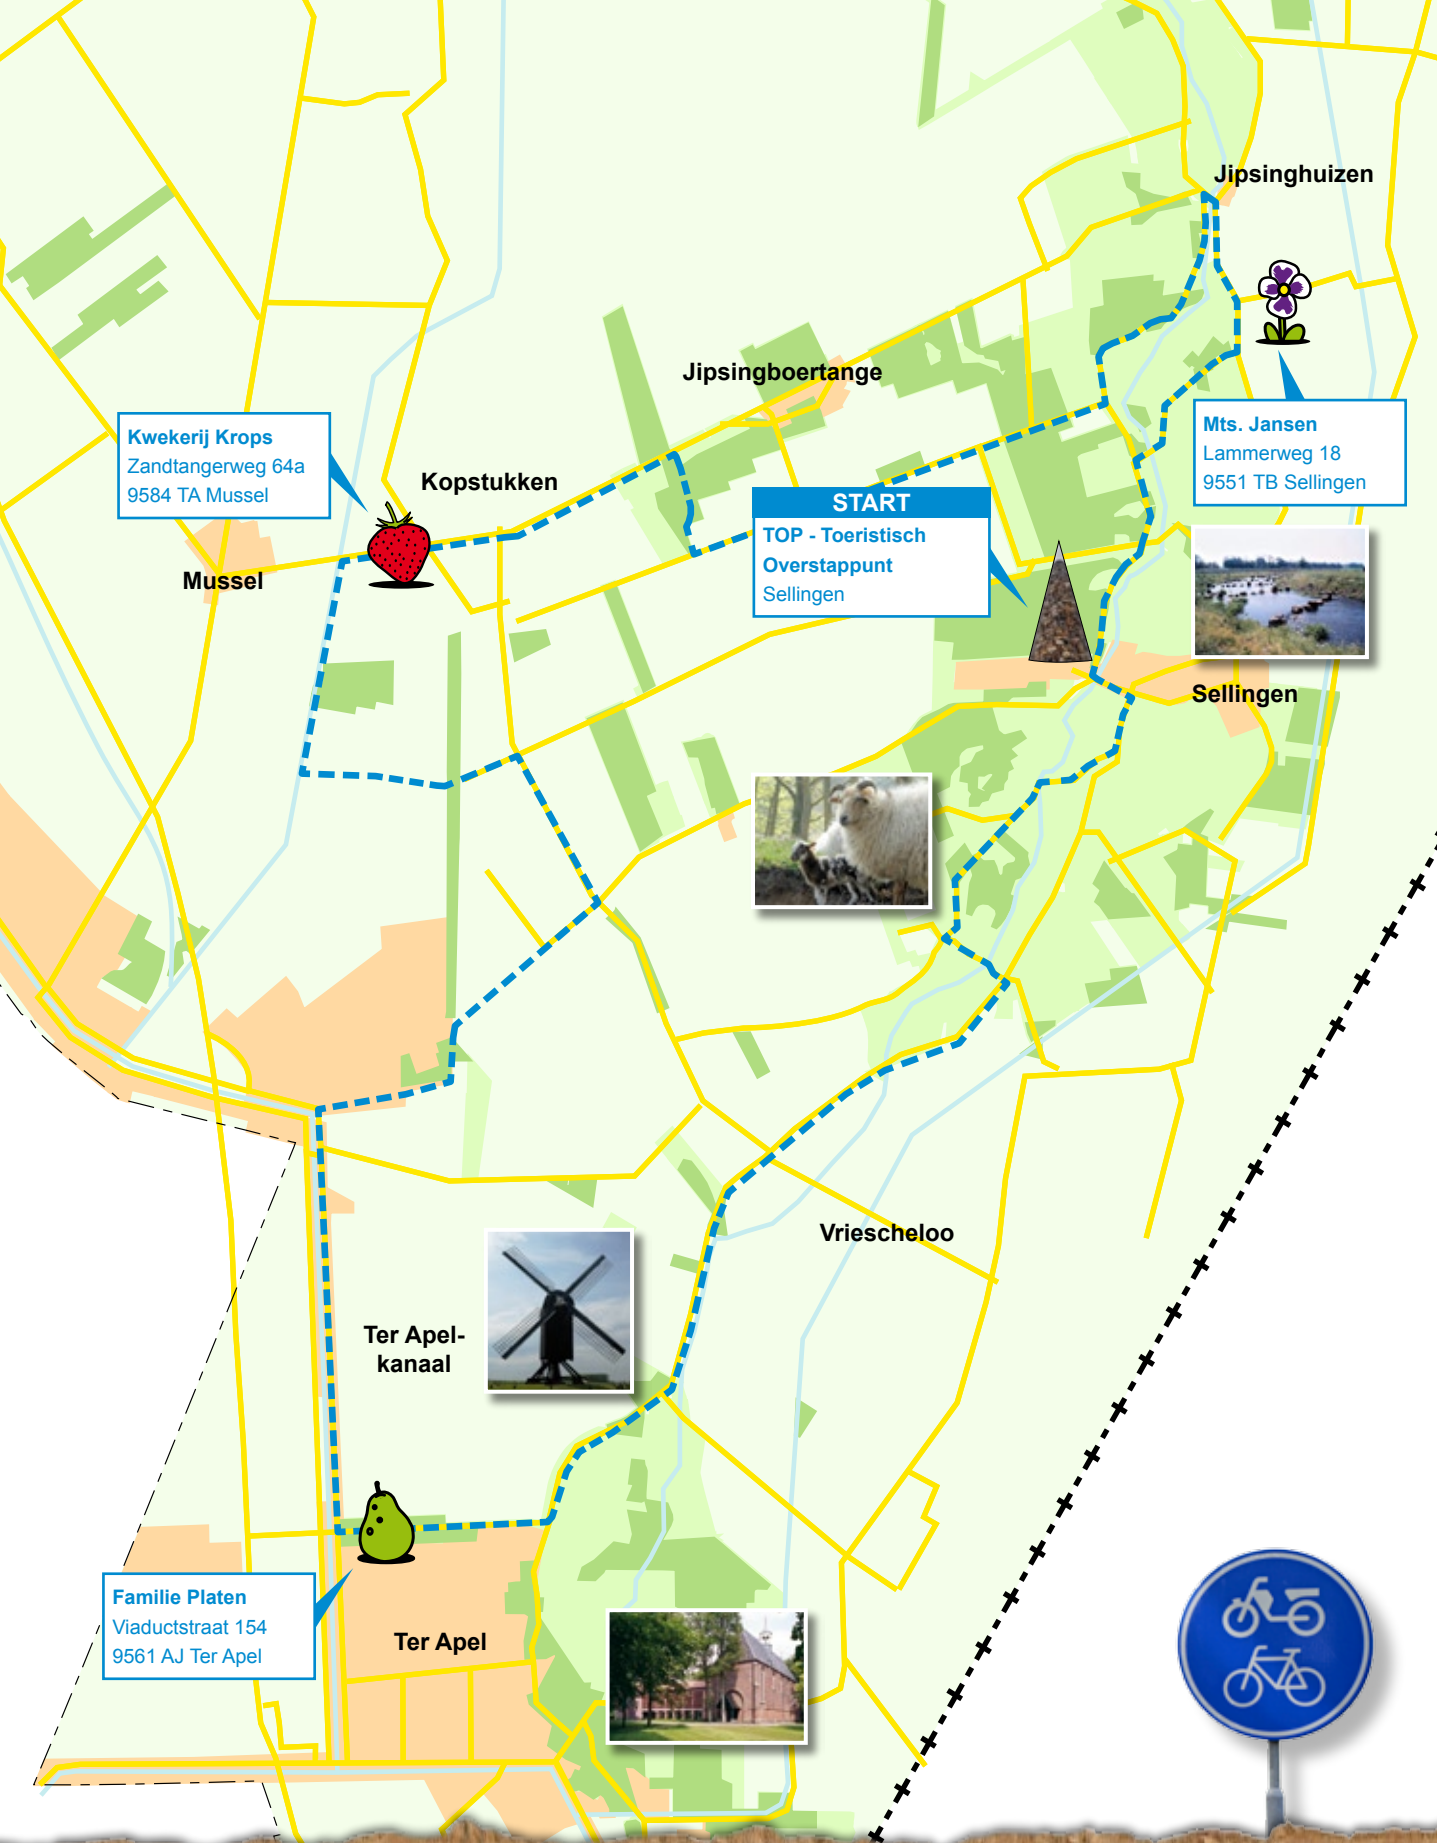 Jipsinghuizen
Jipsingboertange
Mts. Jansen
Lammerweg 18
9551 TB Sellingen
Kwekerij Krops
Zandtangerweg 64a
9584 TA Mussel
Kopstukken
START
TOP - Toeristisch
Overstappunt
Sellingen
Mussel
Sellingen
Vriescheloo
Ter Apel-
kanaal
Familie Platen
Viaductstraat 154
9561 AJ Ter Apel
Ter Apel